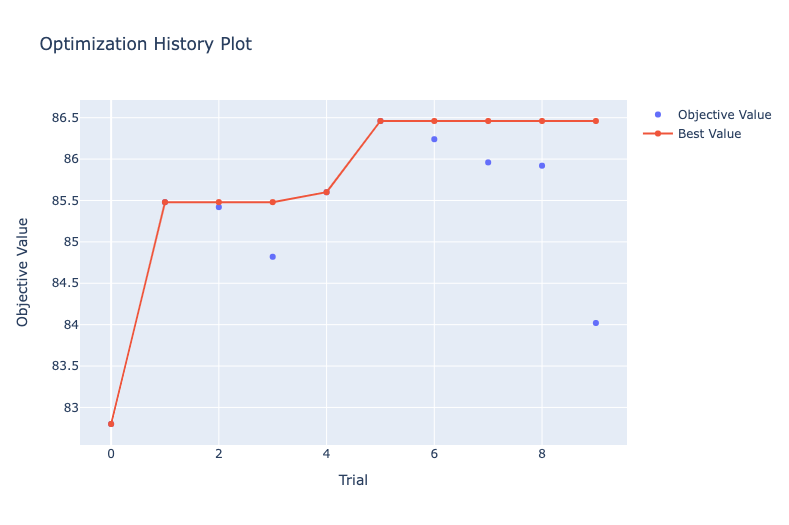 Optimization History Plot
86.5
86
85.5
85
84.5
84
83.5
83
0
2
4
6
8
Trial
Objective Value
Objective Value
Best Value